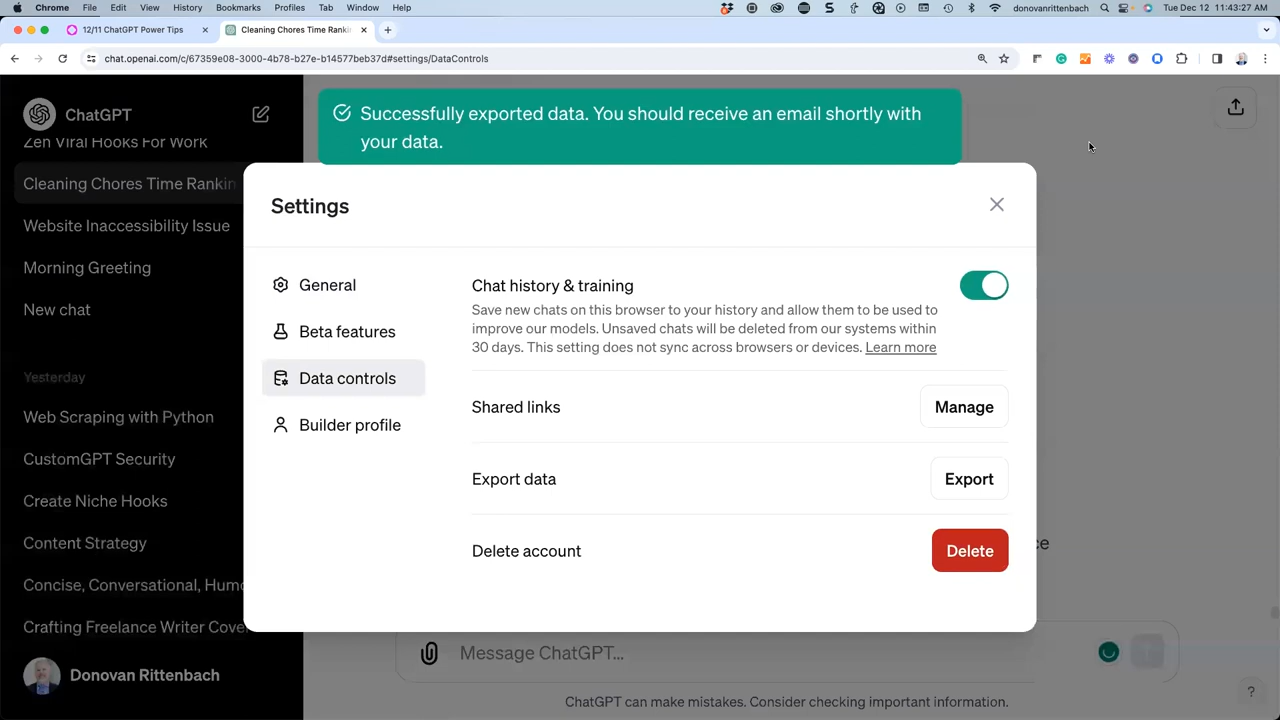 Chrome File Edit View History Bookmarks Profiles Tab Window Help donovanrittenbach Tue Dec 12 11:43:27 AM
12/11 ChatGPT Power Tips
Cleaning Chores Time Ranki
chat.openai.com/c/67359e08-3000-4b78-b27e-b14577beb37d#settings/DataControls
ChatGPT
Zen Viral Hooks For Work
Cleaning Chores Time Rankin
Website Inaccessibility Issue
Morning Greeting
New chat
Yesterday
Web Scraping with Python
CustomGPT Security
Create Niche Hooks
Content Strategy
Concise, Conversational, Humo
Crafting Freelance Writer Cove
Donovan Rittenbach
Successfully exported data. You should receive an email shortly with
your data.
Settings
General
Beta features
Data controls
Builder profile
Chat history & training
Save new chats on this browser to your history and allow them to be used to
improve our models. Unsaved chats will be deleted from our systems within
30 days. This setting does not sync across browsers or devices. Learn more
Shared links
Manage
Export data
Export
Delete account
Delete
ce
Message ChatGPT...
ChatGPT can make mistakes. Consider checking important information.
?